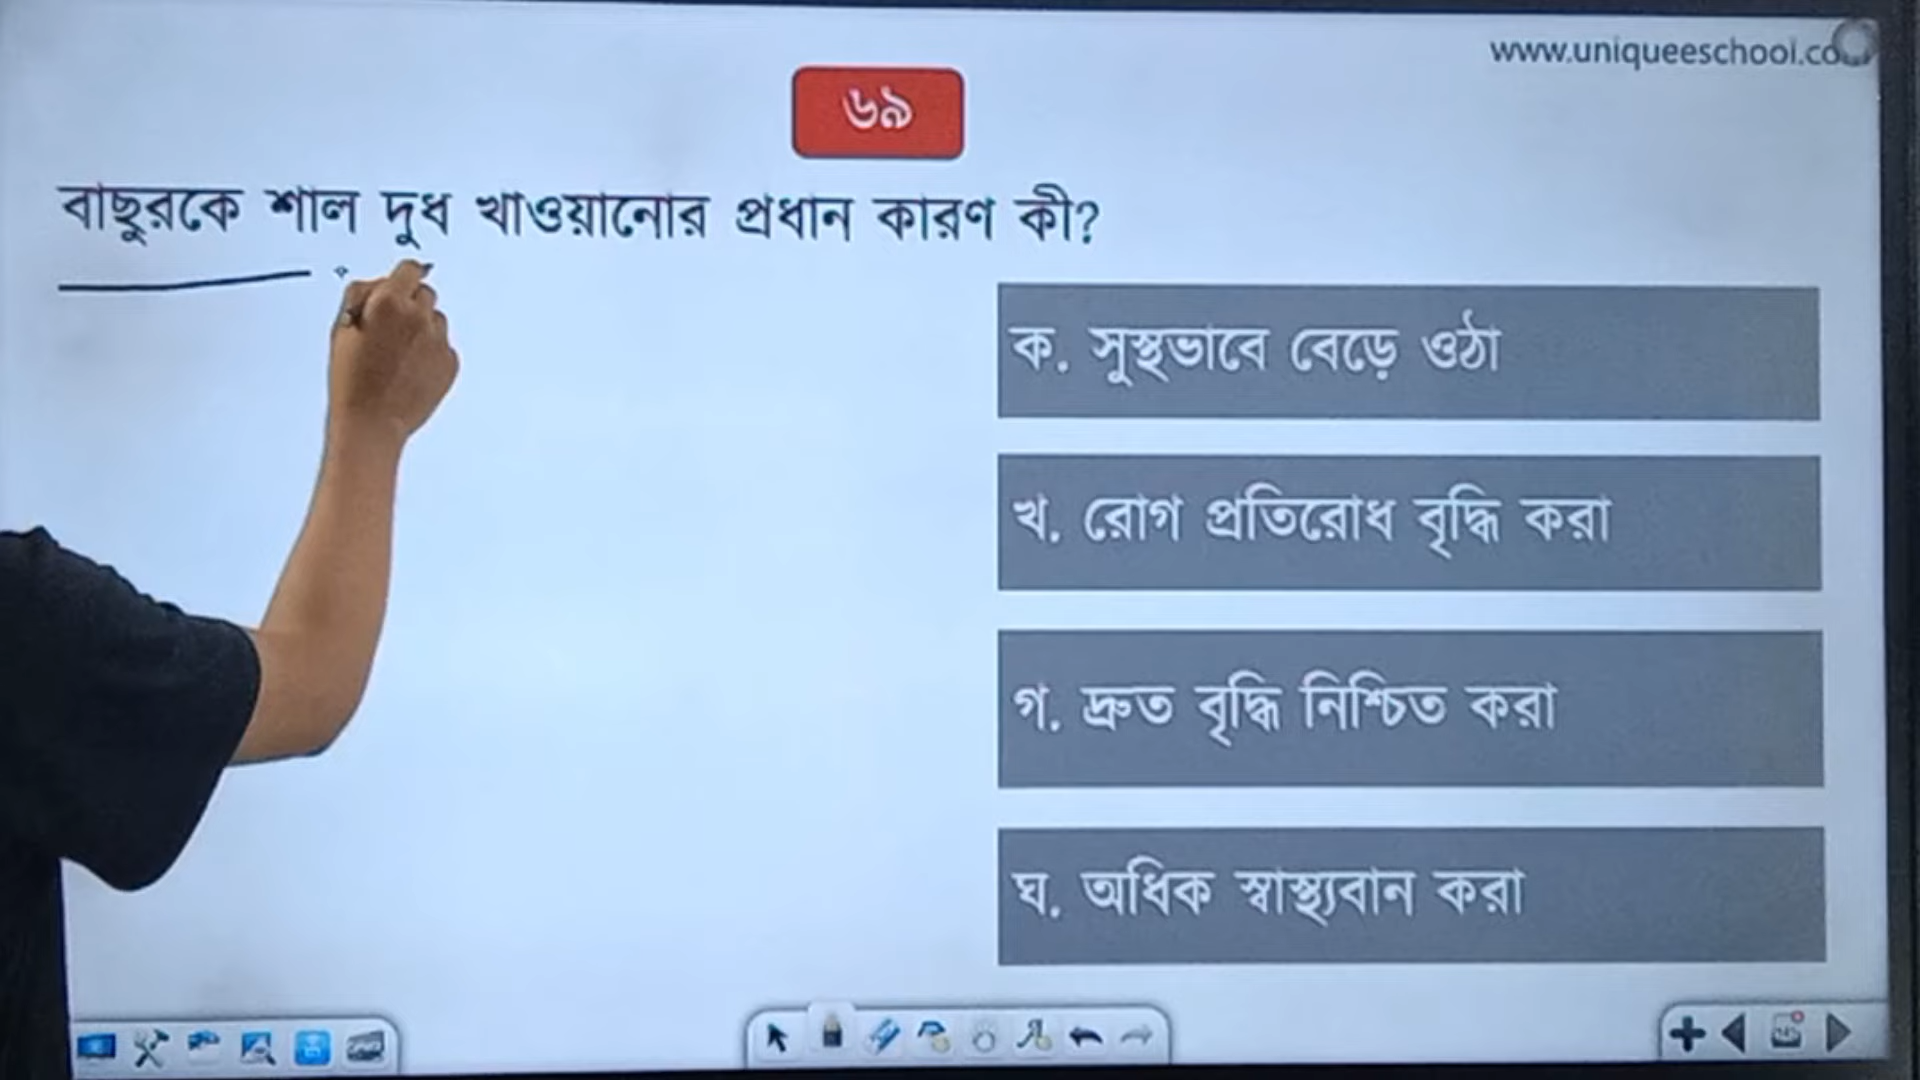 www.uniqueeschool.co
৬৯
বাছুরকে শাল দুধ খাওয়ানোর প্রধান কারণ কী?
ক. সুস্থভাবে বেড়ে ওঠা
খ. রোগ প্রতিরোধ বৃদ্ধি করা
গ. দ্রুত বৃদ্ধি নিশ্চিত করা
ঘ. অধিক স্বাস্থ্যবান করা